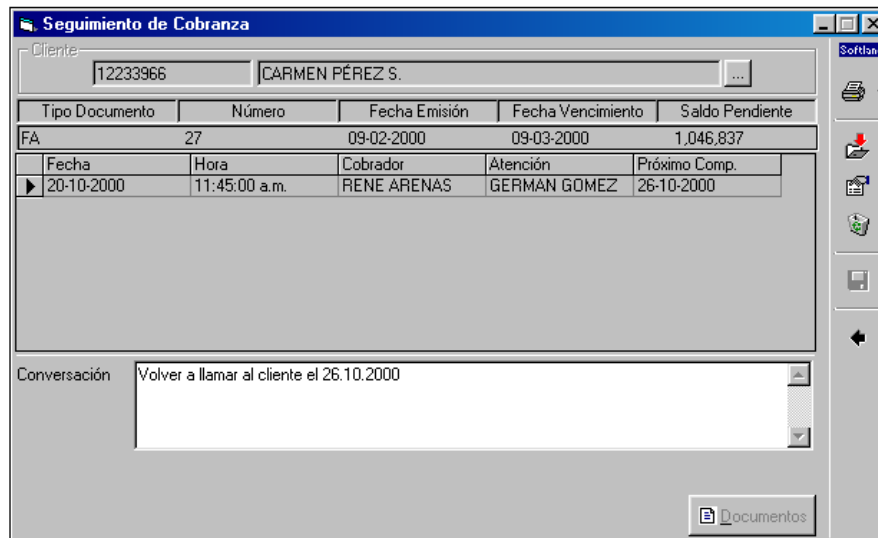 Seguimiento de Cobranza
Cliente
12233966 CARMEN PÉREZ S. ...
Softlan
Tipo Documento Número Fecha Emisión Fecha Vencimiento Saldo Pendiente
FA 27 09-02-2000 09-03-2000 1,046,837
Fecha Hora Cobrador Atención Próximo Comp.
20-10-2000 11:45:00 a.m. RENE ARENAS GERMAN GOMEZ 26-10-2000
Conversación Volver a llamar al cliente el 26.10.2000
Documentos